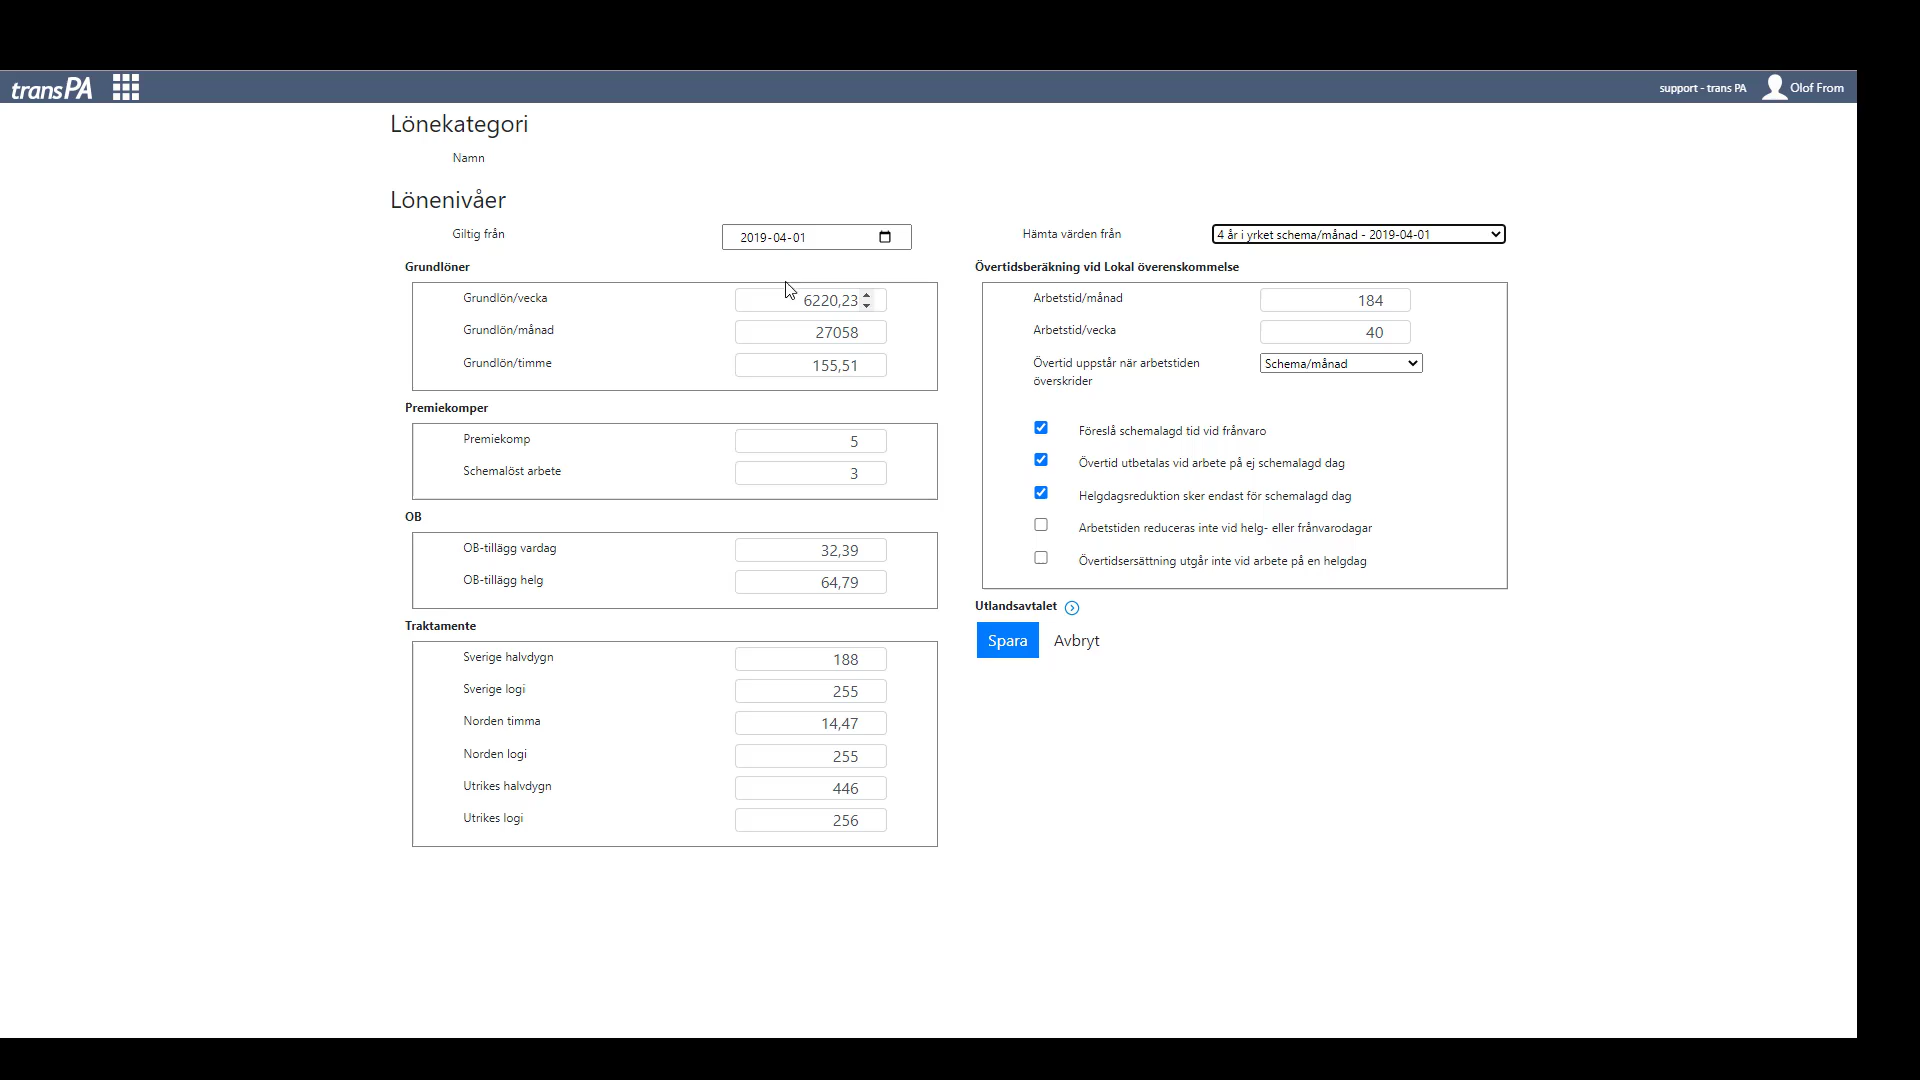 transPA
support - trans PA
Olof From
Lönekategori
Namn
Lönenivåer
Giltig från
2019-04-01
Grundlöner
Grundlön/vecka
6220,23
Grundlön/månad
27058
Grundlön/timme
155,51
Premiekomper
Premiekomp
5
Schemalöst arbete
3
OB
OB-tillägg vardag
32,39
OB-tillägg helg
64,79
Traktamente
Sverige halvdygn
188
Sverige logi
255
Norden timma
14,47
Norden logi
255
Utrikes halvdygn
446
Utrikes logi
256
Hämta värden från
4 år i yrket schema/månad - 2019-04-01
Övertidsberäkning vid Lokal överenskommelse
Arbetstid/månad
184
Arbetstid/vecka
40
Övertid uppstår när arbetstiden
överskrider
Schema/månad
Föreslå schemalagd tid vid frånvaro
Övertid utbetalas vid arbete på ej schemalagd dag
Helgdagsreduktion sker endast för schemalagd dag
Arbetstiden reduceras inte vid helg- eller frånvarodagar
Övertidsersättning utgår inte vid arbete på en helgdag
Utlandsavtalet
Spara
Avbryt